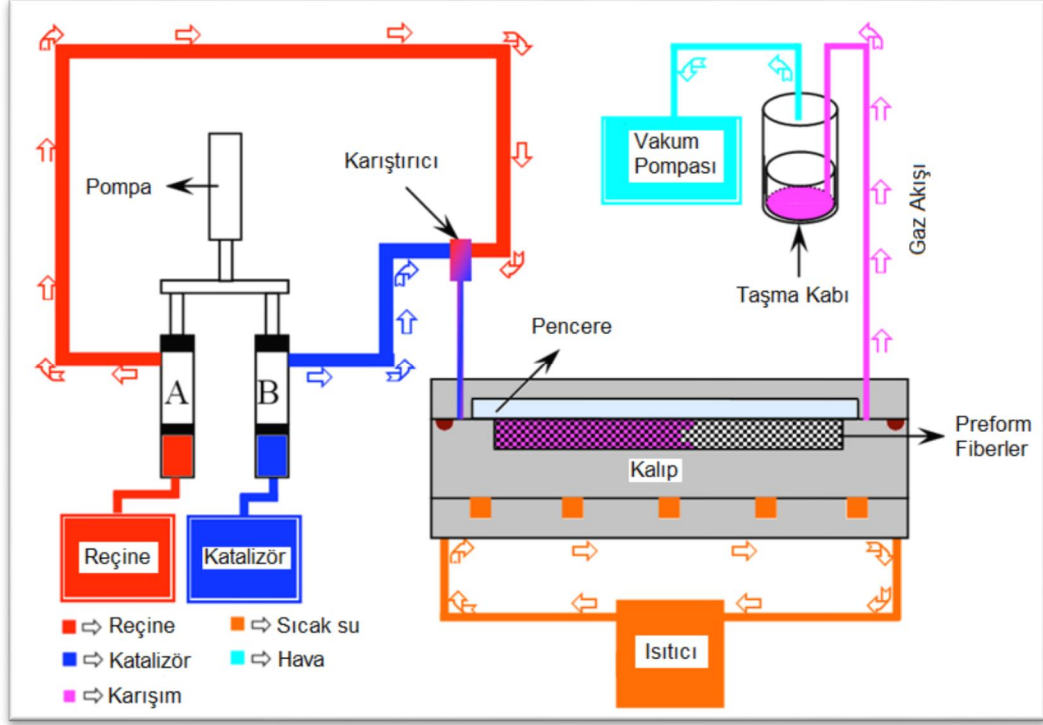 Pompa
Karıştırıcı
Vakum
Pompası
Gaz Akışı
Taşma Kabı
Pencere
A
B
Preform
Fiberler
Kalıp
Reçine
Katalizör
Isıtıcı
Reçine
Sıcak su
Katalizör
Hava
Karışım